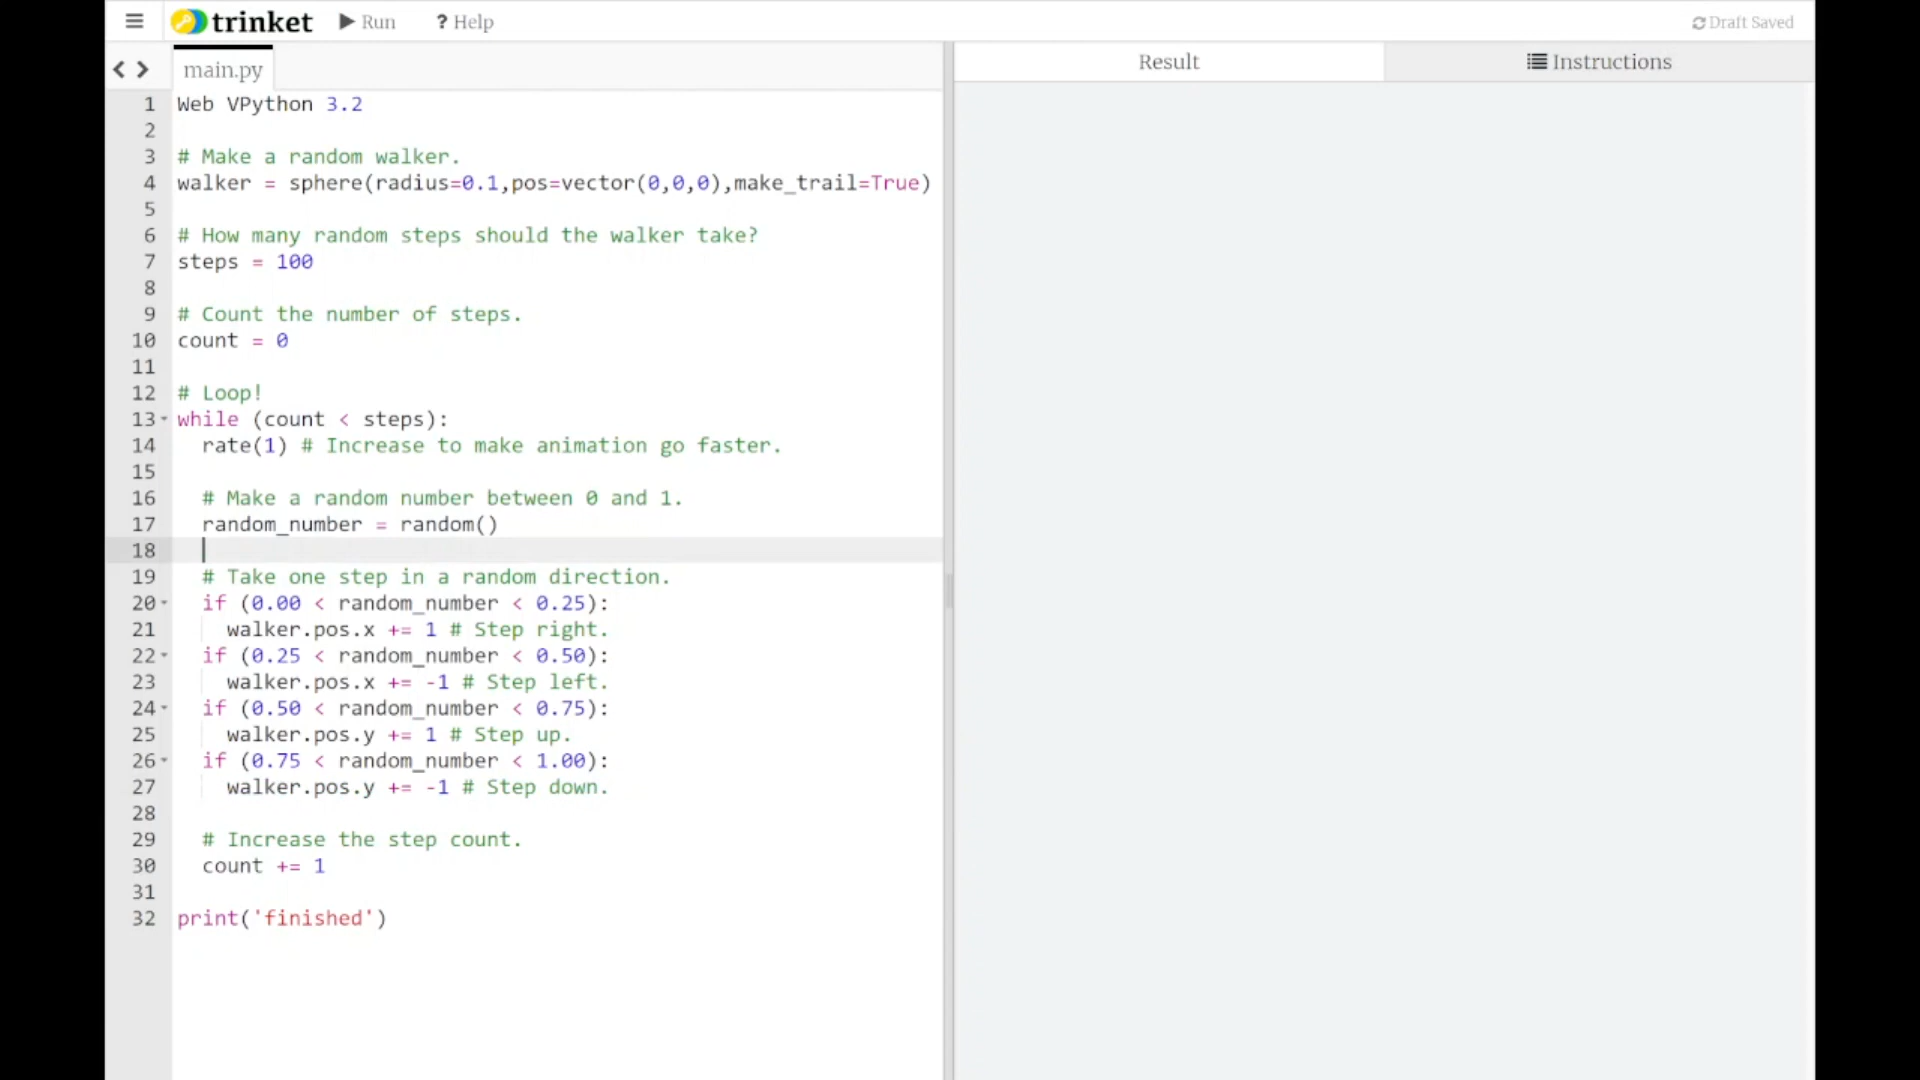 trinket
Run
? Help
Draft Saved
main.py
Result
Instructions
1 Web VPython 3.2
2
3 # Make a random walker.
4 walker = sphere(radius=0.1,pos=vector(0,0,0),make_trail=True)
5
6 # How many random steps should the walker take?
7 steps = 100
8
9 # Count the number of steps.
10 count = 0
11
12 # Loop!
13 while (count < steps):
14 rate(1) # Increase to make animation go faster.
15
16 # Make a random number between 0 and 1.
17 random_number = random()
18
19 # Take one step in a random direction.
20 if (0.00 < random_number < 0.25):
21 walker.pos.x += 1 # Step right.
22 if (0.25 < random_number < 0.50):
23 walker.pos.x += -1 # Step left.
24 if (0.50 < random_number < 0.75):
25 walker.pos.y += 1 # Step up.
26 if (0.75 < random_number < 1.00):
27 walker.pos.y += -1 # Step down.
28
29 # Increase the step count.
30 count += 1
31
32 print('finished')